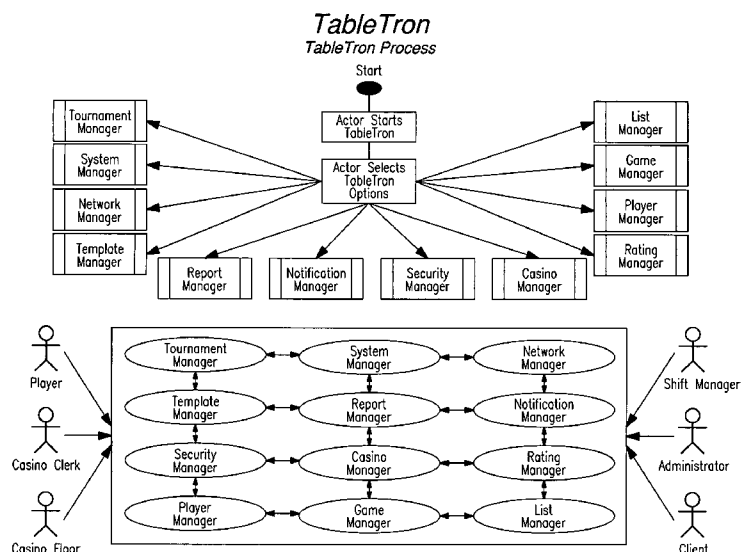 TableTron
TableTron Process
Start
Actor Starts
TableTron
Actor Selects
TableTron
Options
Tournament
Manager
System
Manager
Network
Manager
Template
Manager
Report
Manager
Notification
Manager
Security
Manager
Casino
Manager
List
Manager
Game
Manager
Player
Manager
Rating
Manager
Player
Casino Clerk
Casino Floor
Tournament
Manager
System
Manager
Network
Manager
Template
Manager
Report
Manager
Notification
Manager
Security
Manager
Casino
Manager
Rating
Manager
Player
Manager
Game
Manager
List
Manager
Shift Manager
Administrator
Client